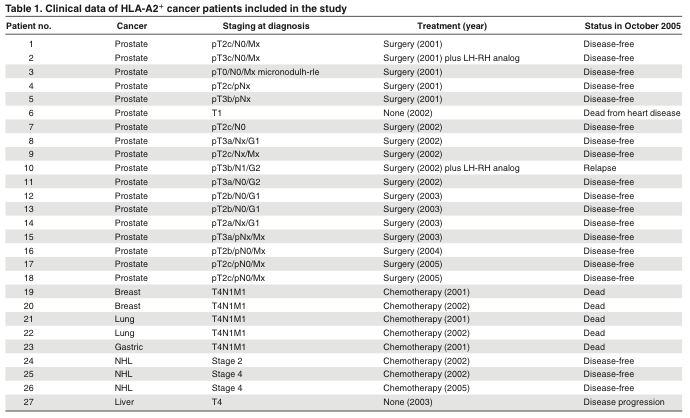 Table 1. Clinical data of HLA-A2+ cancer patients included in the study
Patient no. Cancer Staging at diagnosis Treatment (year) Status in October 2005
1 Prostate pT2c/N0/Mx Surgery (2001) Disease-free
2 Prostate pT3c/N0/Mx Surgery (2001) plus LH-RH analog Disease-free
3 Prostate pT0/N0/Mx micronodulh-rle Surgery (2001) Disease-free
4 Prostate pT2c/pNx Surgery (2001) Disease-free
5 Prostate pT3b/pNx Surgery (2001) Disease-free
6 Prostate T1 None (2002) Dead from heart disease
7 Prostate pT2c/N0 Surgery (2002) Disease-free
8 Prostate pT3a/Nx/G1 Surgery (2002) Disease-free
9 Prostate pT2c/Nx/Mx Surgery (2002) Disease-free
10 Prostate pT3b/N1/G2 Surgery (2002) plus LH-RH analog Relapse
11 Prostate pT3a/N0/G2 Surgery (2002) Disease-free
12 Prostate pT2b/N0/G1 Surgery (2003) Disease-free
13 Prostate pT2b/N0/G1 Surgery (2003) Disease-free
14 Prostate pT2a/Nx/G1 Surgery (2003) Disease-free
15 Prostate pT3a/pNx/Mx Surgery (2003) Disease-free
16 Prostate pT2b/pN0/Mx Surgery (2004) Disease-free
17 Prostate pT2c/pN0/Mx Surgery (2005) Disease-free
18 Prostate pT2c/pN0/Mx Surgery (2005) Disease-free
19 Breast T4N1M1 Chemotherapy (2001) Dead
20 Breast T4N1M1 Chemotherapy (2002) Dead
21 Lung T4N1M1 Chemotherapy (2001) Dead
22 Lung T4N1M1 Chemotherapy (2002) Dead
23 Gastric T4N1M1 Chemotherapy (2001) Dead
24 NHL Stage 2 Chemotherapy (2002) Disease-free
25 NHL Stage 4 Chemotherapy (2002) Disease-free
26 NHL Stage 4 Chemotherapy (2005) Disease-free
27 Liver T4 None (2003) Disease progression